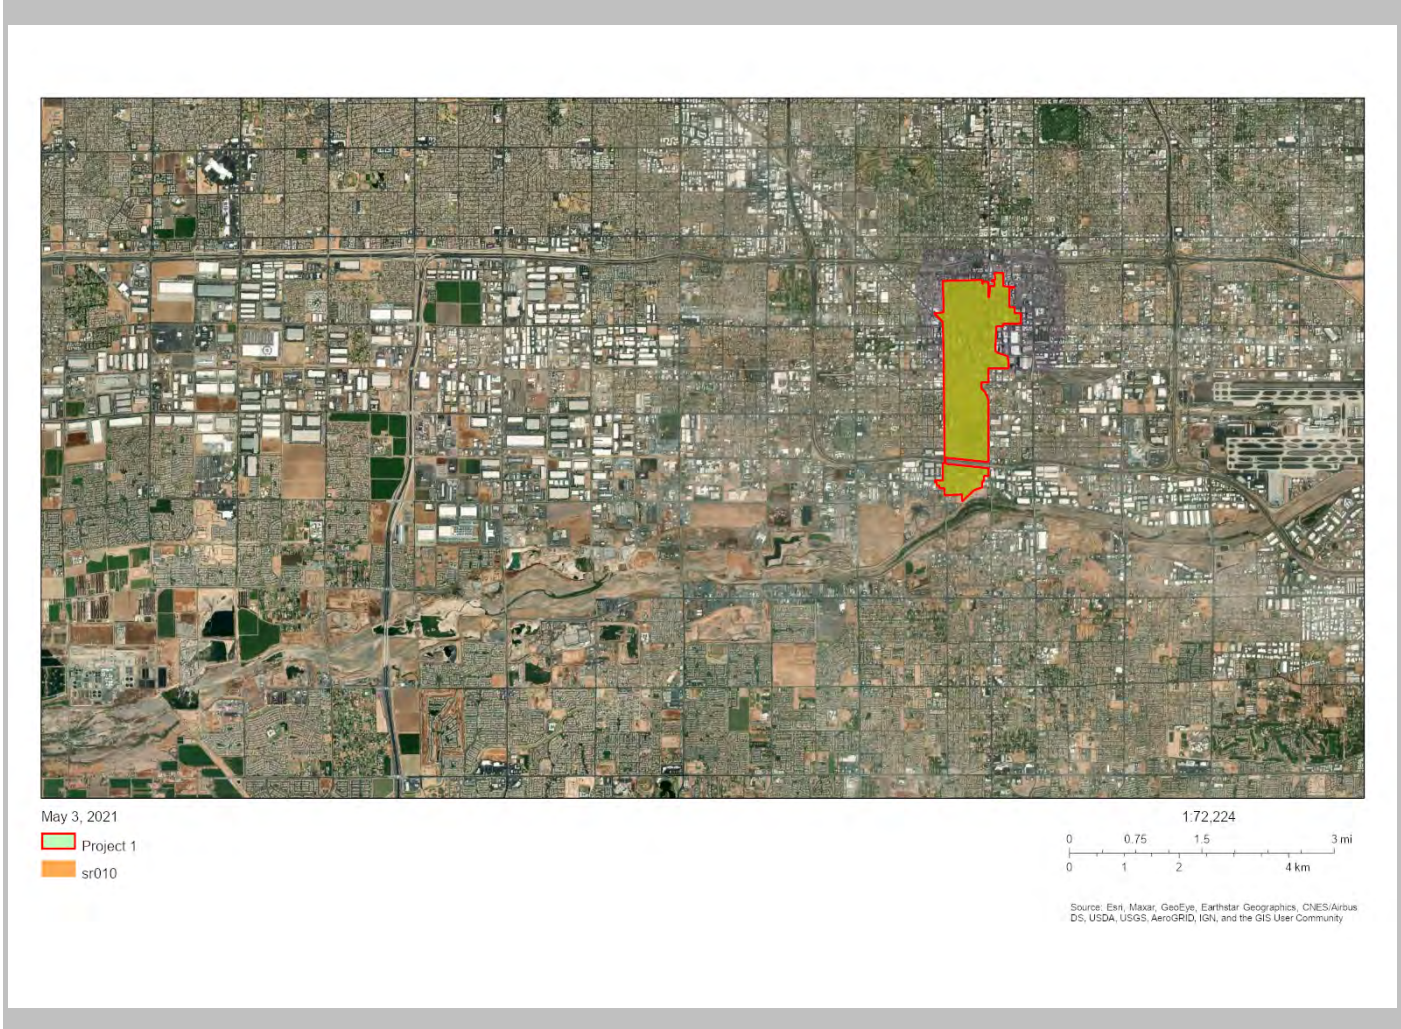 May 3, 2021
Project 1
sr010
1:72,224
0 0.75 1.5 3 mi
0 1 2 4 km
Source: Esri, Maxar, GeoEye, Earthstar Geographics, CNES/Airbus
DS, USDA, USGS, AeroGRID, IGN, and the GIS User Community